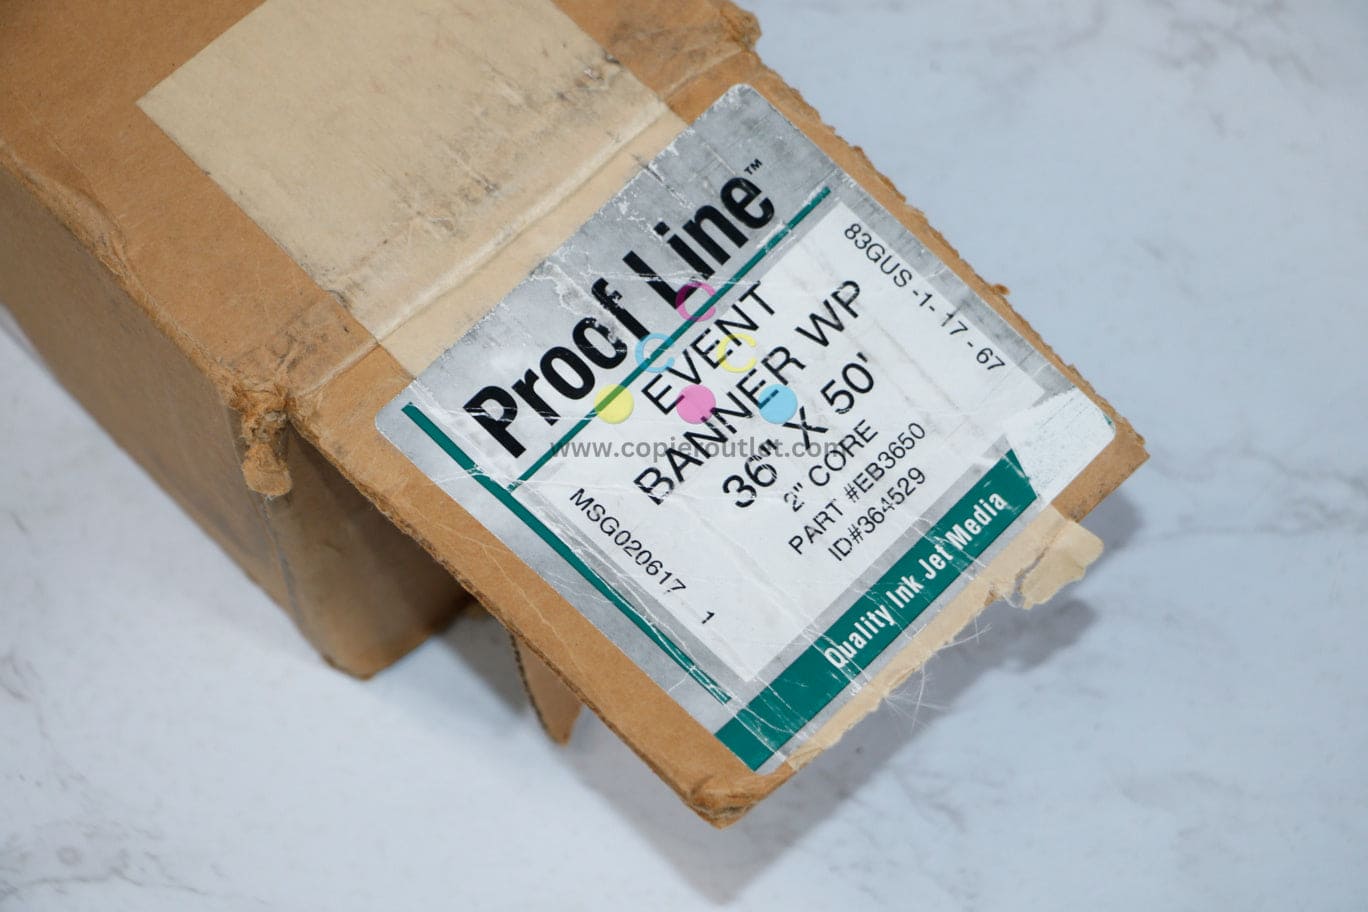 Proof Line™
83GUS -1- 17 - 67
EVENT
BANNER WP
36" X 50'
2" CORE
PART #EB3650
ID#364529
MSG020617 1
Quality Ink Jet Media
www.copieroutlet.com